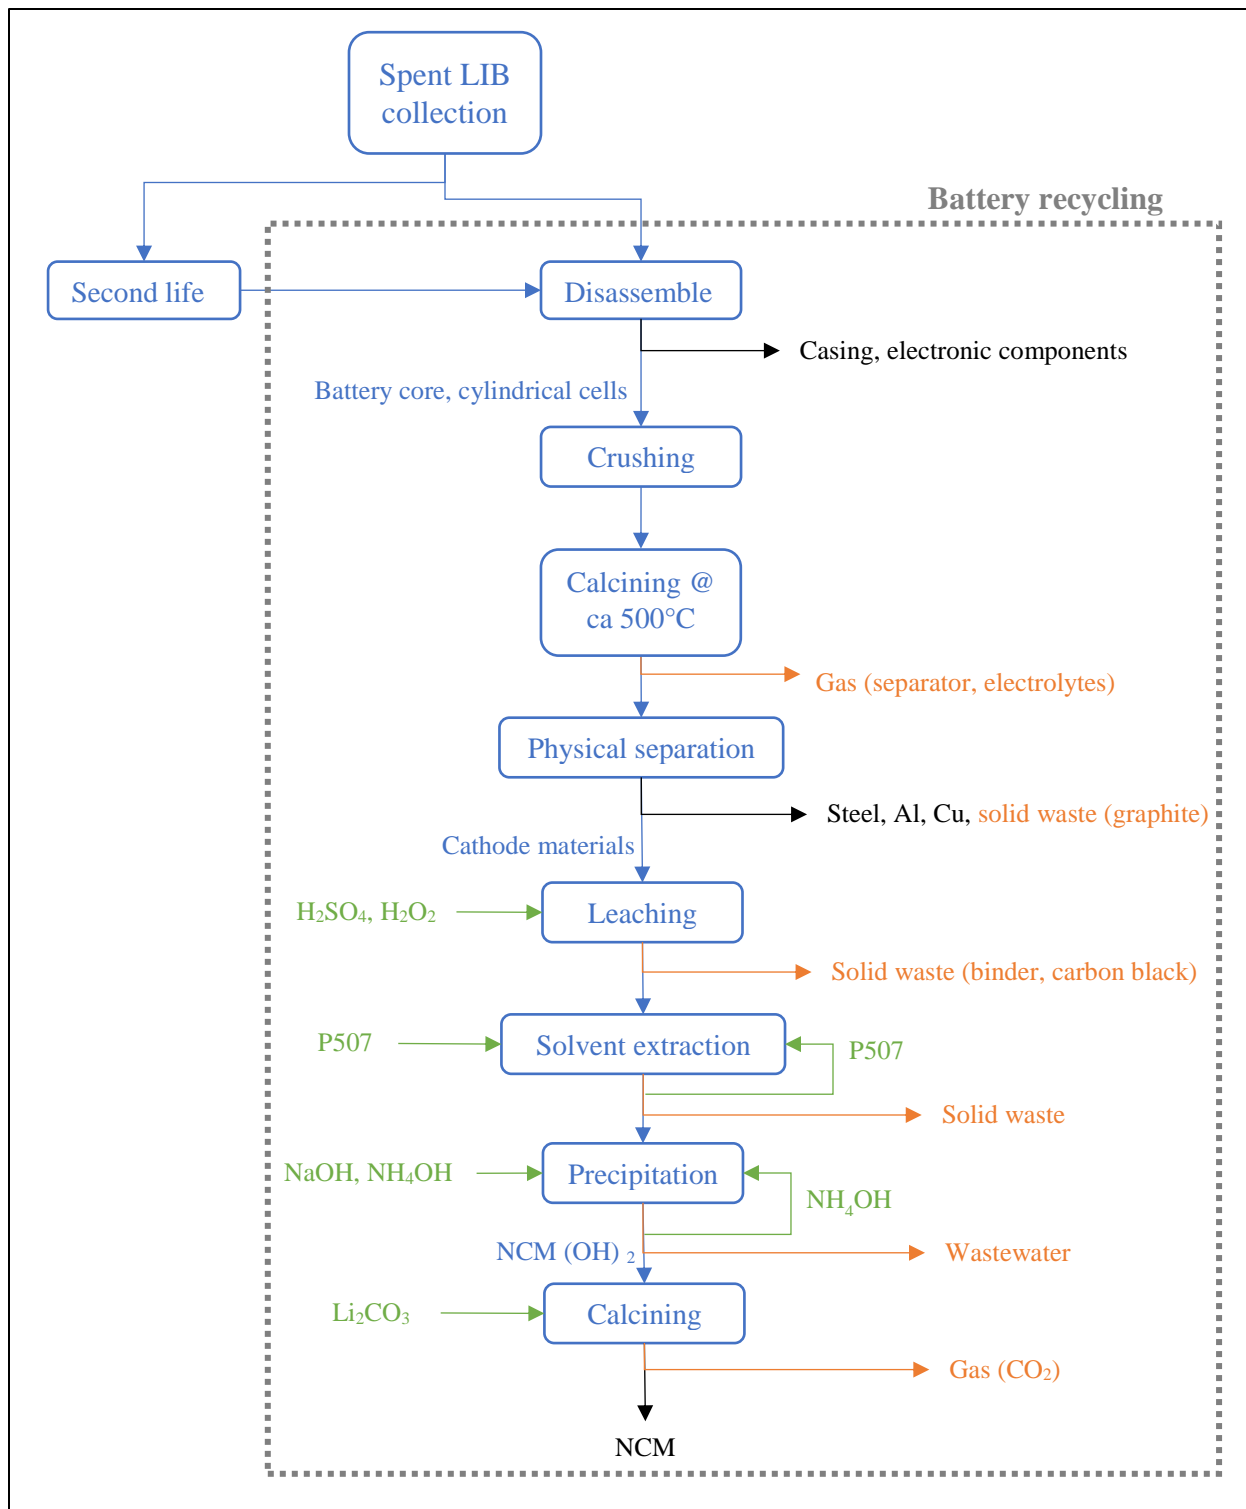 Spent LIB
collection
Battery recycling
Second life
Disassemble
Casing, electronic components
Battery core, cylindrical cells
Crushing
Calcining @
ca 500°C
Gas (separator, electrolytes)
Physical separation
Steel, Al, Cu, solid waste (graphite)
Cathode materials
H₂SO₄, H₂O₂
Leaching
Solid waste (binder, carbon black)
P507
Solvent extraction
P507
Solid waste
NaOH, NH₄OH
Precipitation
NH₄OH
NCM (OH) ₂
Wastewater
Li₂CO₃
Calcining
Gas (CO₂)
NCM